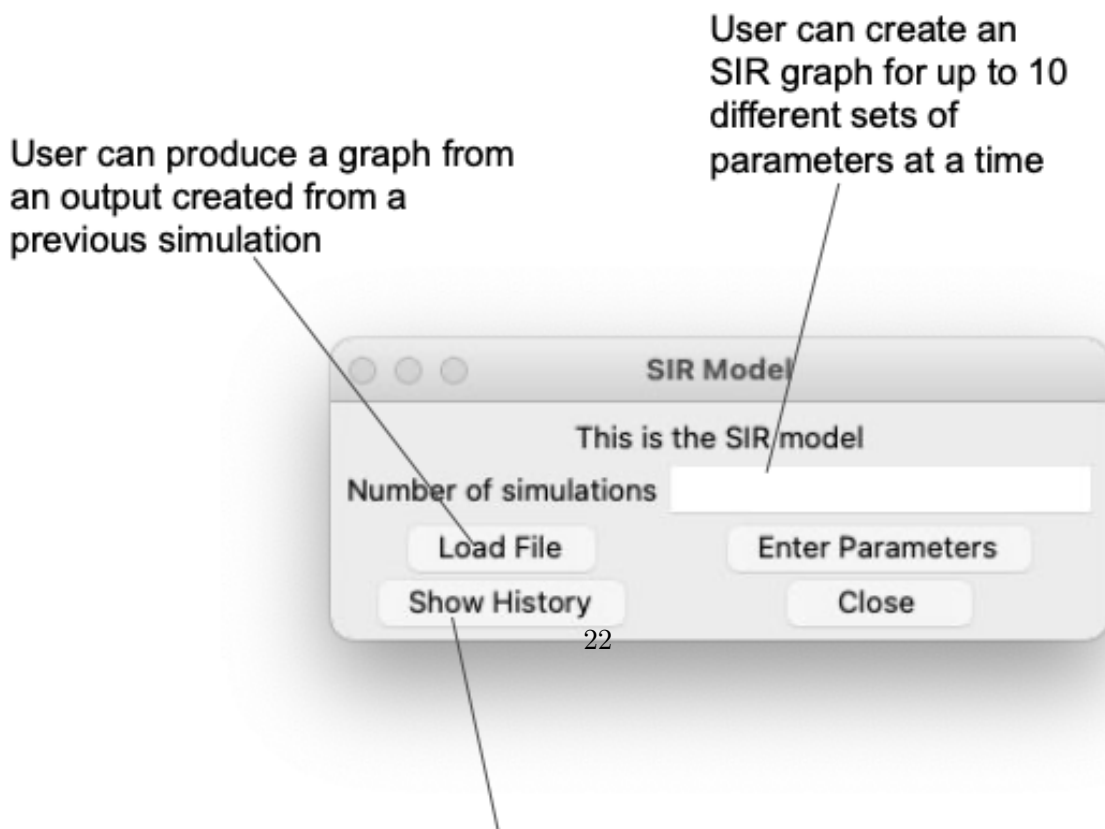 User can create an
SIR graph for up to 10
different sets of
parameters at a time
User can produce a graph from
an output created from a
previous simulation
SIR Model
This is the SIR model
Number of simulations
Load File
Enter Parameters
Show History
Close
22